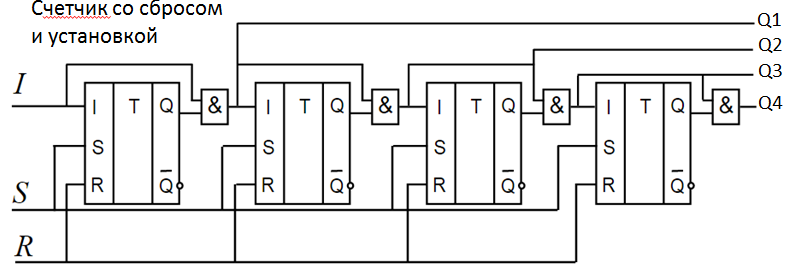 Счетчик со сбросом
и установкой
Q1
Q2
Q3
Q4
I
I T Q & I T Q & I T Q & I T Q &
S S S S
R Q R Q R Q R Q
S
R